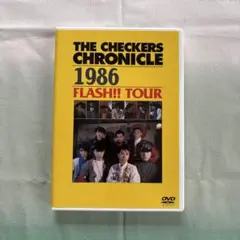 THE CHECKERS
CHRONICLE
1986
FLASH!! TOUR
DVD